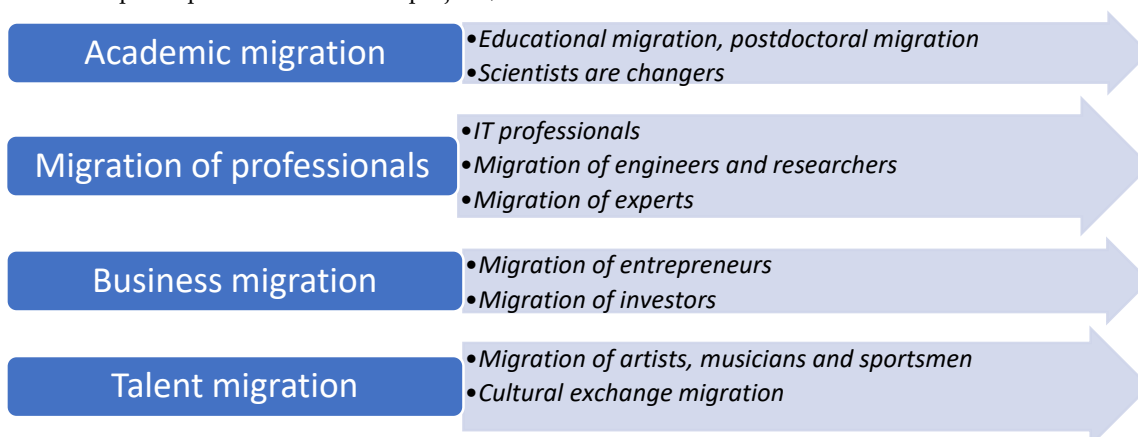 Academic migration
•Educational migration, postdoctoral migration
•Scientists are changers
Migration of professionals
•IT professionals
•Migration of engineers and researchers
•Migration of experts
Business migration
•Migration of entrepreneurs
•Migration of investors
Talent migration
•Migration of artists, musicians and sportsmen
•Cultural exchange migration